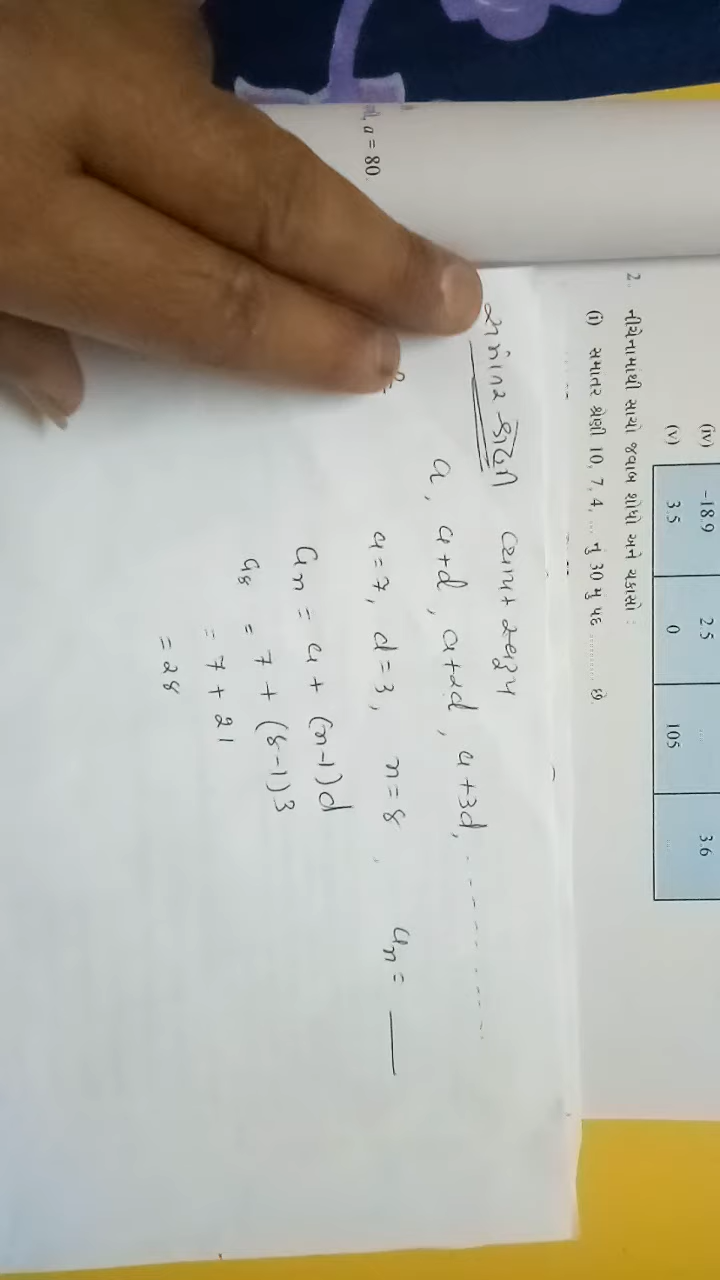 (iv) -18.9 2.5 ..... 3.6
(v) 3.5 0 105 .....
2. નીચેનામાંથી સાચો જવાબ શોધો અને ચકાસો :
(i) સમાંતર શ્રેણી 10, 7, 4, ... નું 30 મું પદ ............ છે.
સમાંતર શ્રેણી વ્યાપક સ્વરૂપ
a, a+d, a+2d, a+3d, - - - - - - - - -
a = 7, d = 3, n = 8, an = ___
an = a + (n-1)d
a8 = 7 + (8-1)3
= 7 + 21
= 28
a = 80.